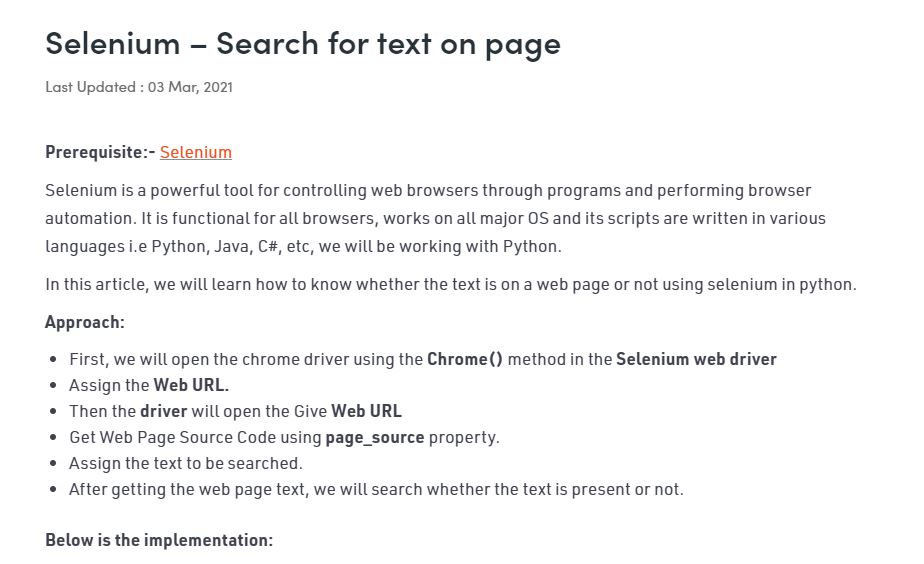 Selenium – Search for text on page
Last Updated : 03 Mar, 2021
Prerequisite:- Selenium
Selenium is a powerful tool for controlling web browsers through programs and performing browser
automation. It is functional for all browsers, works on all major OS and its scripts are written in various
languages i.e Python, Java, C#, etc, we will be working with Python.
In this article, we will learn how to know whether the text is on a web page or not using selenium in python.
Approach:
• First, we will open the chrome driver using the Chrome() method in the Selenium web driver
• Assign the Web URL.
• Then the driver will open the Give Web URL
• Get Web Page Source Code using page_source property.
• Assign the text to be searched.
• After getting the web page text, we will search whether the text is present or not.
Below is the implementation: